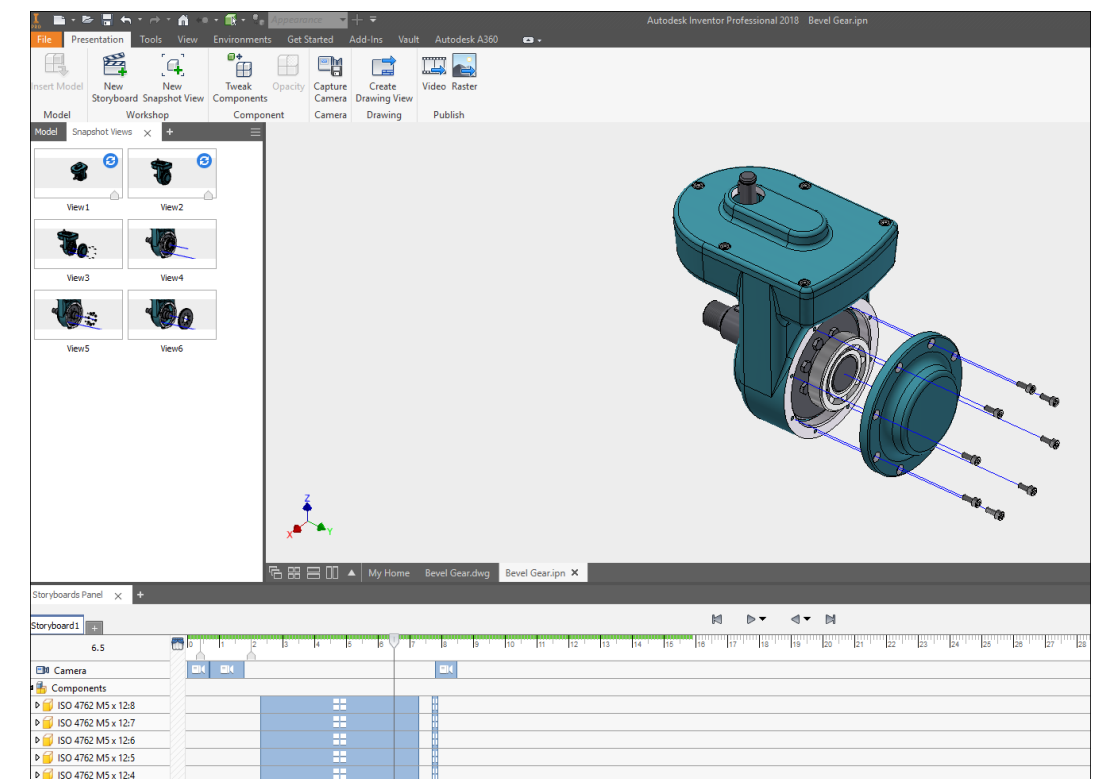 PRO
Appearance
Autodesk Inventor Professional 2018 Bevel Gear.ipn
File Presentation Tools View Environments Get Started Add-Ins Vault Autodesk A360
Insert Model New Storyboard New Snapshot View Tweak Components Opacity Capture Camera Create Drawing View Video Raster
Model Workshop Component Camera Drawing Publish
Model Snapshot Views × +
View1 View2
View3 View4
View5 View6
Z
X Y
My Home Bevel Gear.dwg Bevel Gear.ipn ×
Storyboards Panel × +
Storyboard1 +
6.5 0 1 2 3 4 5 6 7 8 9 10 11 12 13 14 15 16 17 18 19 20 21 22 23 24 25 26 27 28
Camera
Components
ISO 4762 M5 x 12:8
ISO 4762 M5 x 12:7
ISO 4762 M5 x 12:6
ISO 4762 M5 x 12:5
ISO 4762 M5 x 12:4